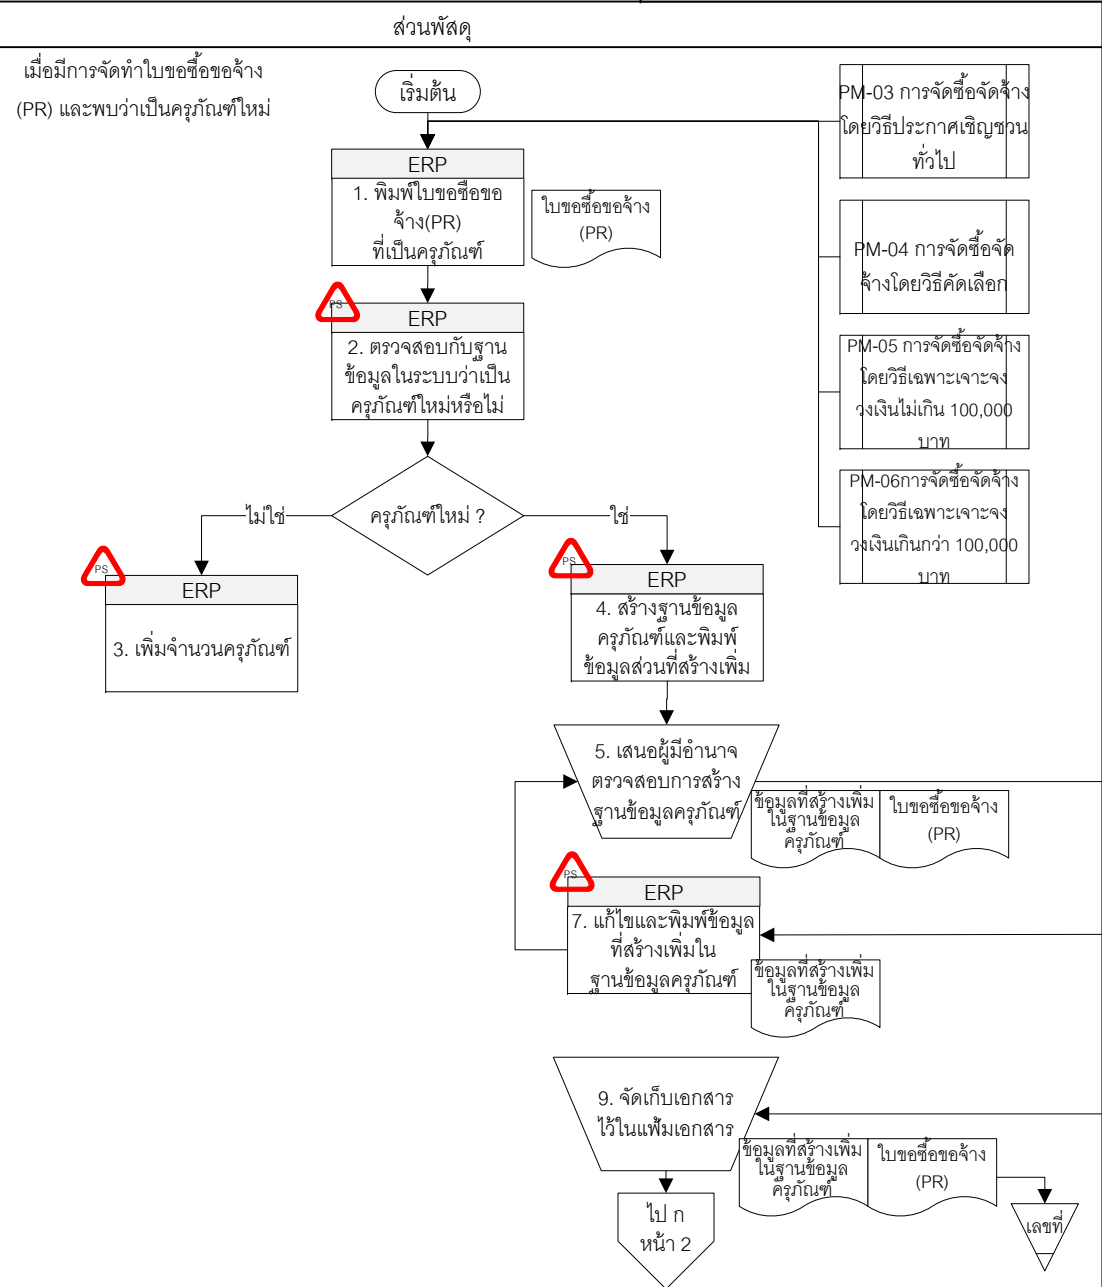 ส่วนพัสดุ
เมื่อมีการจัดทำใบขอซื้อขอจ้าง
(PR) และพบว่าเป็นครุภัณฑ์ใหม่
เริ่มต้น
PM-03 การจัดซื้อจัดจ้าง
โดยวิธีประกาศเชิญชวน
ทั่วไป
ERP
1. พิมพ์ใบขอซื้อขอ
จ้าง(PR)
ที่เป็นครุภัณฑ์
ใบขอซื้อขอจ้าง
(PR)
PM-04 การจัดซื้อจัด
จ้างโดยวิธีคัดเลือก
PS
ERP
2. ตรวจสอบกับฐาน
ข้อมูลในระบบว่าเป็น
ครุภัณฑ์ใหม่หรือไม่
PM-05 การจัดซื้อจัดจ้าง
โดยวิธีเฉพาะเจาะจง
วงเงินไม่เกิน 100,000
บาท
PM-06การจัดซื้อจัดจ้าง
โดยวิธีเฉพาะเจาะจง
วงเงินเกินกว่า 100,000
บาท
ไม่ใช่
ครุภัณฑ์ใหม่ ?
ใช่
PS
ERP
3. เพิ่มจำนวนครุภัณฑ์
PS
ERP
4. สร้างฐานข้อมูล
ครุภัณฑ์และพิมพ์
ข้อมูลส่วนที่สร้างเพิ่ม
5. เสนอผู้มีอำนาจ
ตรวจสอบการสร้าง
ฐานข้อมูลครุภัณฑ์
ข้อมูลที่สร้างเพิ่ม
ในฐานข้อมูล
ครุภัณฑ์
ใบขอซื้อขอจ้าง
(PR)
PS
ERP
7. แก้ไขและพิมพ์ข้อมูล
ที่สร้างเพิ่มใน
ฐานข้อมูลครุภัณฑ์
ข้อมูลที่สร้างเพิ่ม
ในฐานข้อมูล
ครุภัณฑ์
9. จัดเก็บเอกสาร
ไว้ในแฟ้มเอกสาร
ข้อมูลที่สร้างเพิ่ม
ในฐานข้อมูล
ครุภัณฑ์
ใบขอซื้อขอจ้าง
(PR)
เลขที่
ไป ก
หน้า 2